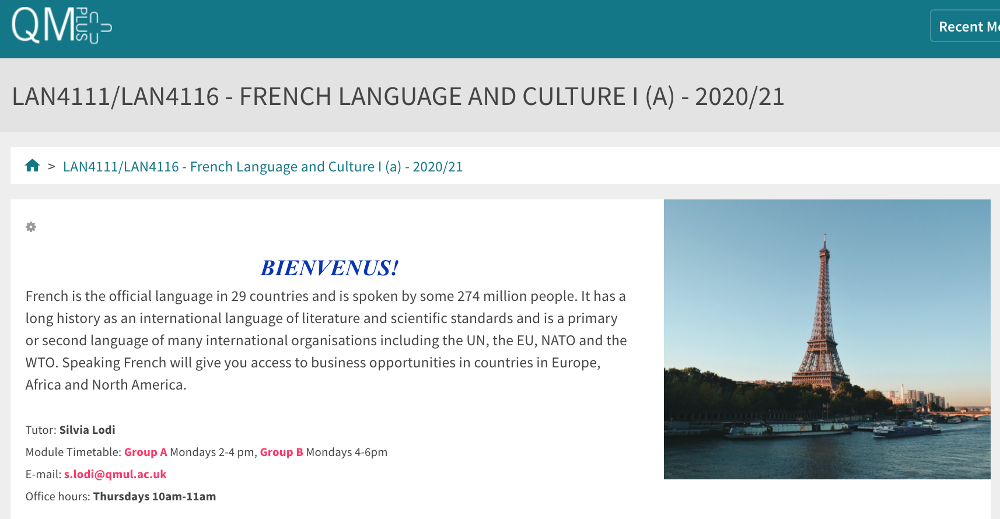 QM PLUS
Recent
LAN4111/LAN4116 - FRENCH LANGUAGE AND CULTURE I (A) - 2020/21
> LAN4111/LAN4116 - French Language and Culture I (a) - 2020/21
BIENVENUS!
French is the official language in 29 countries and is spoken by some 274 million people. It has a
long history as an international language of literature and scientific standards and is a primary
or second language of many international organisations including the UN, the EU, NATO and the
WTO. Speaking French will give you access to business opportunities in countries in Europe,
Africa and North America.
Tutor: Silvia Lodi
Module Timetable: Group A Mondays 2-4 pm, Group B Mondays 4-6pm
E-mail: s.lodi@qmul.ac.uk
Office hours: Thursdays 10am-11am